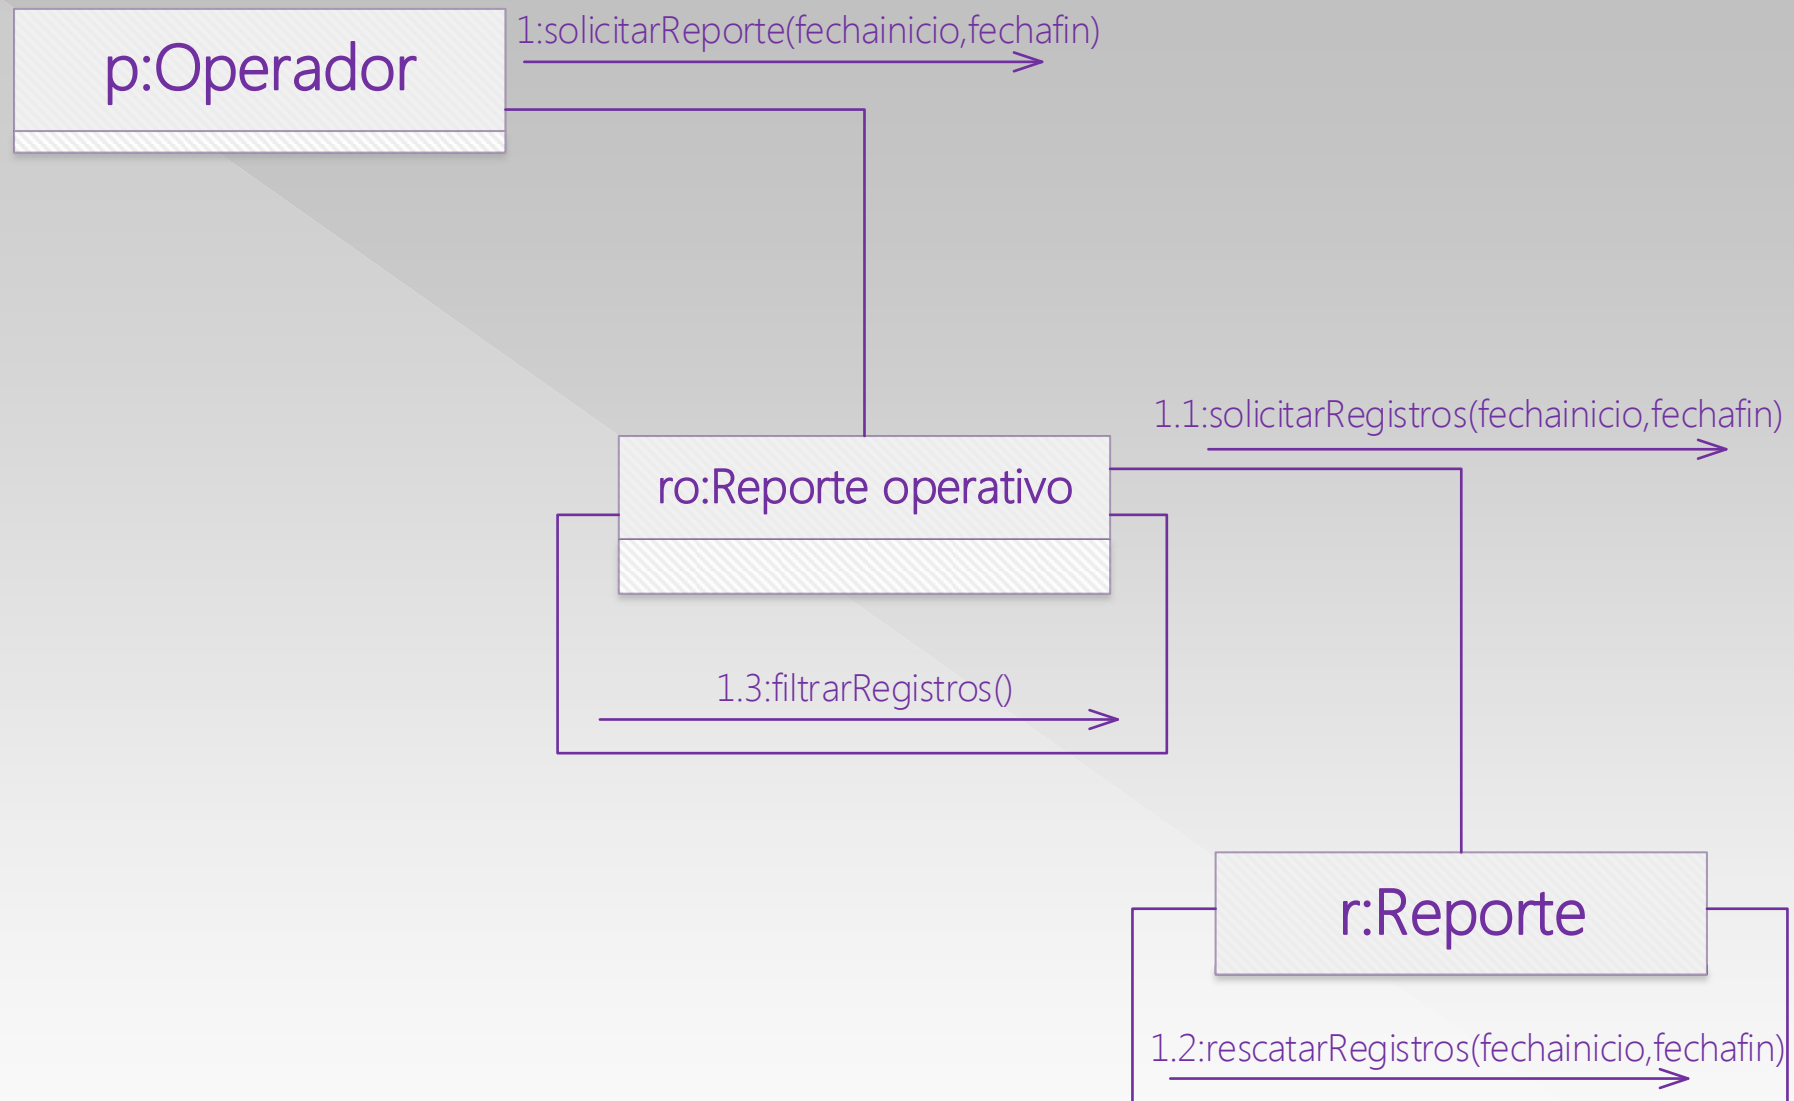 1:solicitarReporte(fechainicio,fechafin)
p:Operador
1.1:solicitarRegistros(fechainicio,fechafin)
ro:Reporte operativo
1.3:filtrarRegistros()
r:Reporte
1.2:rescatarRegistros(fechainicio,fechafin)